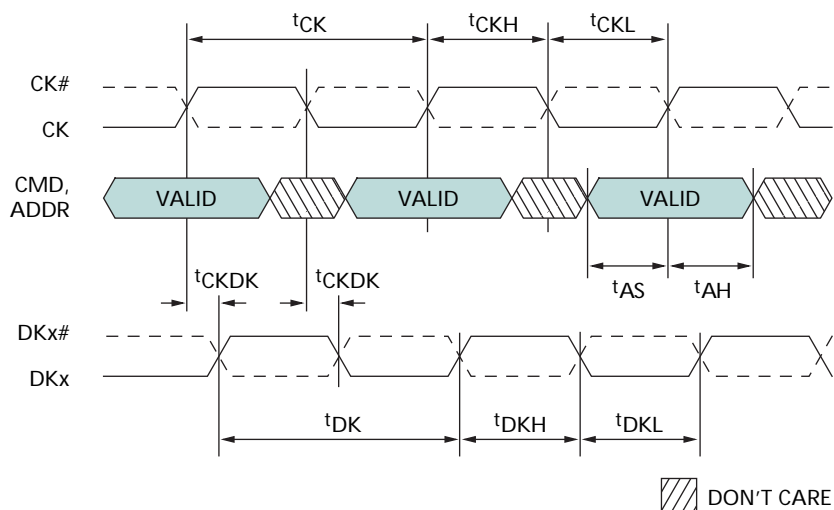 tCK tCKH tCKL
CK#
CK
CMD,
ADDR
VALID VALID VALID
tCKDK tCKDK tAS tAH
DKx#
DKx
tDK tDKH tDKL
DON'T CARE